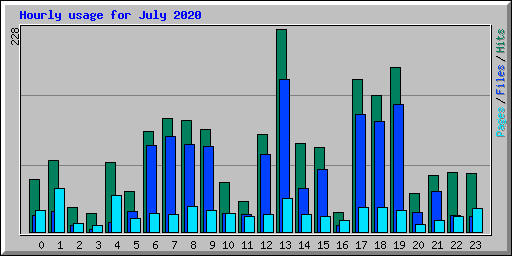 Hourly usage for July 2020
228
Pages / Files / Hits
0 1 2 3 4 5 6 7 8 9 10 11 12 13 14 15 16 17 18 19 20 21 22 23